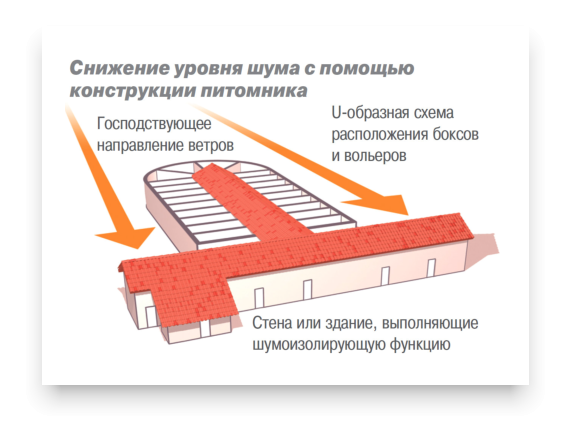 Снижение уровня шума с помощью
конструкции питомника
Господствующее
направление ветров
U-образная схема
расположения боксов
и вольеров
Стена или здание, выполняющие
шумоизолирующую функцию